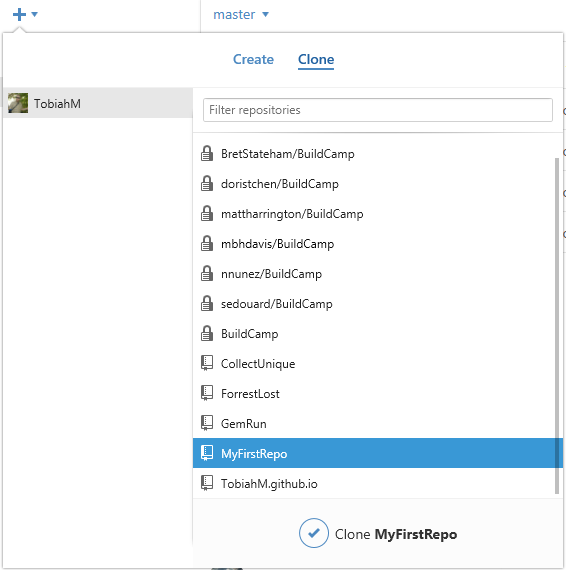 master
Create Clone
TobiahM
Filter repositories
BretStateham/BuildCamp
doristchen/BuildCamp
mattharrington/BuildCamp
mbhdavis/BuildCamp
nnunez/BuildCamp
sedouard/BuildCamp
BuildCamp
CollectUnique
ForrestLost
GemRun
MyFirstRepo
TobiahM.github.io
Clone MyFirstRepo